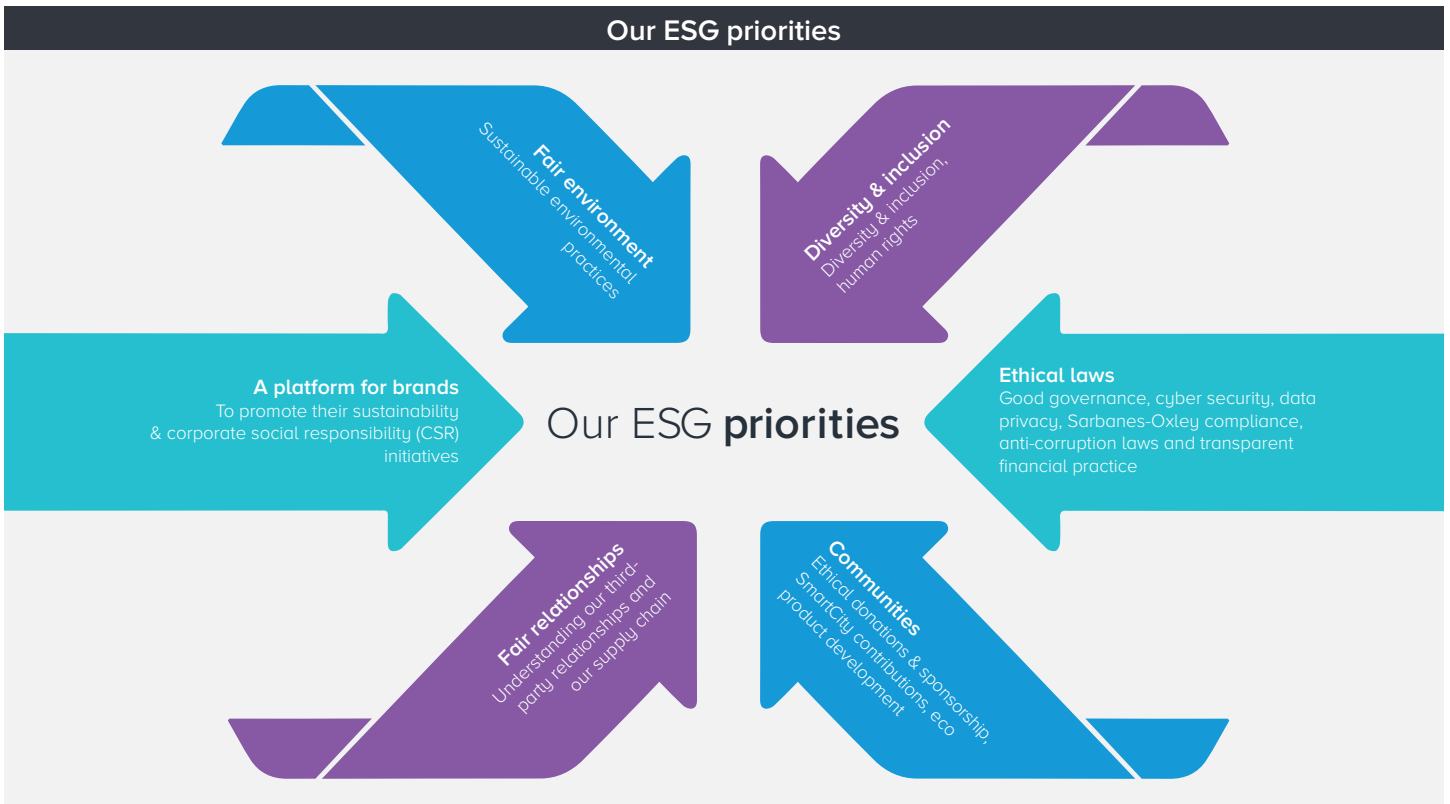 Our ESG priorities
Fair environment
Sustainable environmental
practices
Diversity & inclusion
Diversity & inclusion,
human rights
A platform for brands
To promote their sustainability
& corporate social responsibility (CSR)
initiatives
Our ESG priorities
Ethical laws
Good governance, cyber security, data
privacy, Sarbanes-Oxley compliance,
anti-corruption laws and transparent
financial practice
Fair relationships
Understanding our third-
party relationships and
our supply chain
Communities
Ethical donations & sponsorship,
SmartCity contributions, eco
product development